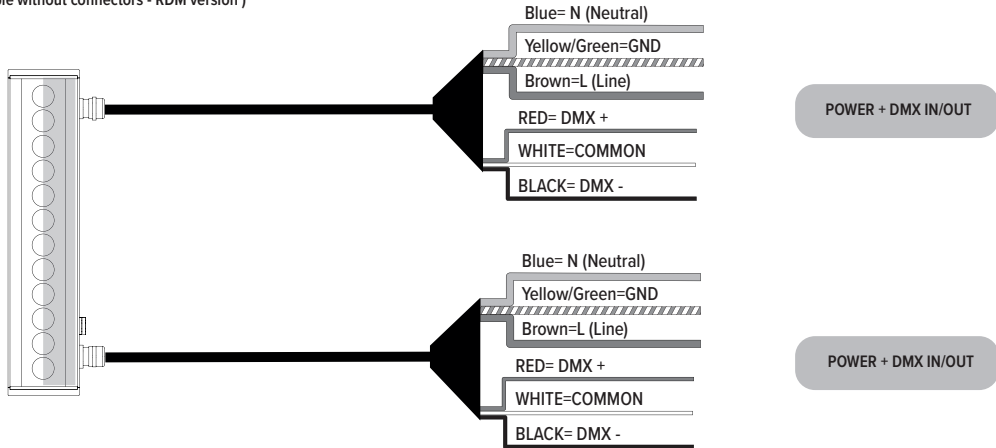 without connectors - RDM version )
Blue= N (Neutral)
Yellow/Green=GND
Brown=L (Line)
RED= DMX +
WHITE=COMMON
BLACK= DMX -
POWER + DMX IN/OUT
Blue= N (Neutral)
Yellow/Green=GND
Brown=L (Line)
RED= DMX +
WHITE=COMMON
BLACK= DMX -
POWER + DMX IN/OUT